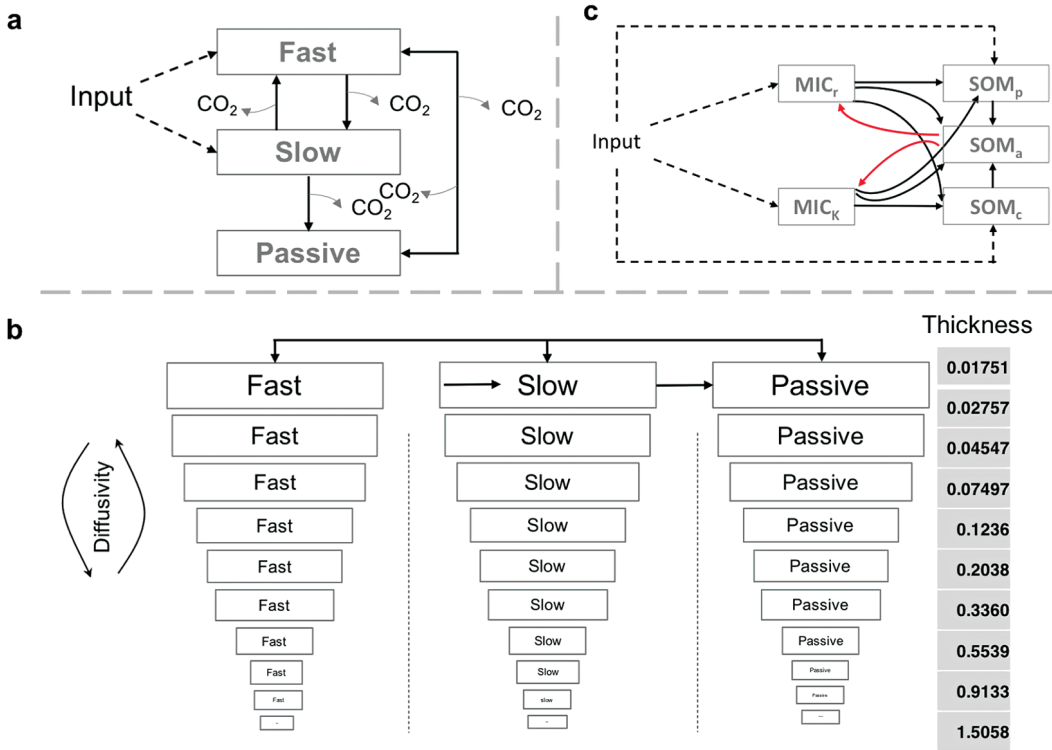 a
Fast
Input
CO2
CO2
CO2
Slow
CO2
CO2
Passive
c
MICr
SOMp
Input
SOMa
MICK
SOMc
b
Thickness
Fast
Slow
Passive
0.01751
Fast
Slow
Passive
0.02757
0.04547
Fast
Slow
Passive
0.07497
Diffusivity
Fast
Slow
Passive
0.1236
Fast
Slow
Passive
0.2038
Fast
Slow
Passive
0.3360
Fast
Slow
Passive
0.5539
Fast
Slow
Passive
0.9133
Fast
slow
Passive
1.5058